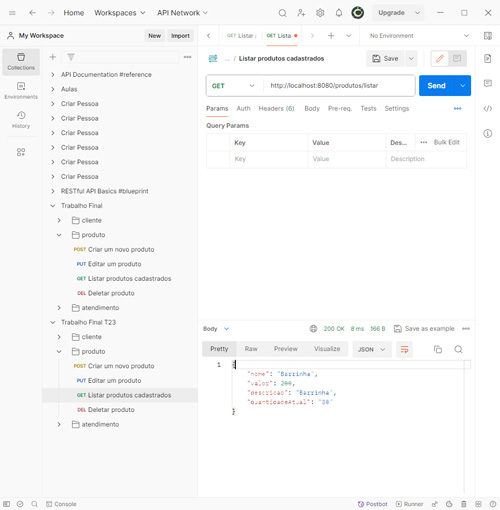 Home Workspaces API Network Upgrade
My Workspace New Import GET Listar GET Lista No Environment
... / Listar produtos cadastrados Save
Collections
Environments
History
API Documentation #reference
Aulas
Criar Pessoa
Criar Pessoa
Criar Pessoa
Criar Pessoa
Criar Pessoa
Criar Pessoa
RESTful API Basics #blueprint
Trabalho Final
cliente
produto
POST Criar um novo produto
PUT Editar um produto
GET Listar produtos cadastrados
DEL Deletar produto
atendimento
Trabalho Final T23
cliente
produto
POST Criar um novo produto
PUT Editar um produto
GET Listar produtos cadastrados
DEL Deletar produto
atendimento
GET http://localhost:8080/produtos/listar Send
Params Auth Headers (6) Body Pre-req. Tests Settings
Query Params
Key Value Des... Bulk Edit
Key Value Description
Body 200 OK 8 ms 166 B Save as example
Pretty Raw Preview Visualize JSON
1 {
"nome": "Barrinha",
"valor": 200,
"descricao": "Barrinha",
"quantidadeAtual": "80"
}
Console Postbot Runner